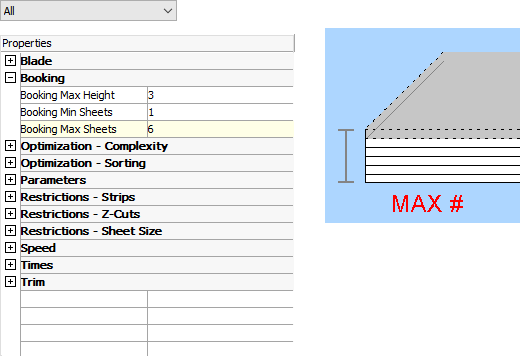 All
Properties
Blade
Booking
Booking Max Height 3
Booking Min Sheets 1
Booking Max Sheets 6
Optimization - Complexity
Optimization - Sorting
Parameters
Restrictions - Strips
Restrictions - Z-Cuts
Restrictions - Sheet Size
Speed
Times
Trim
MAX #